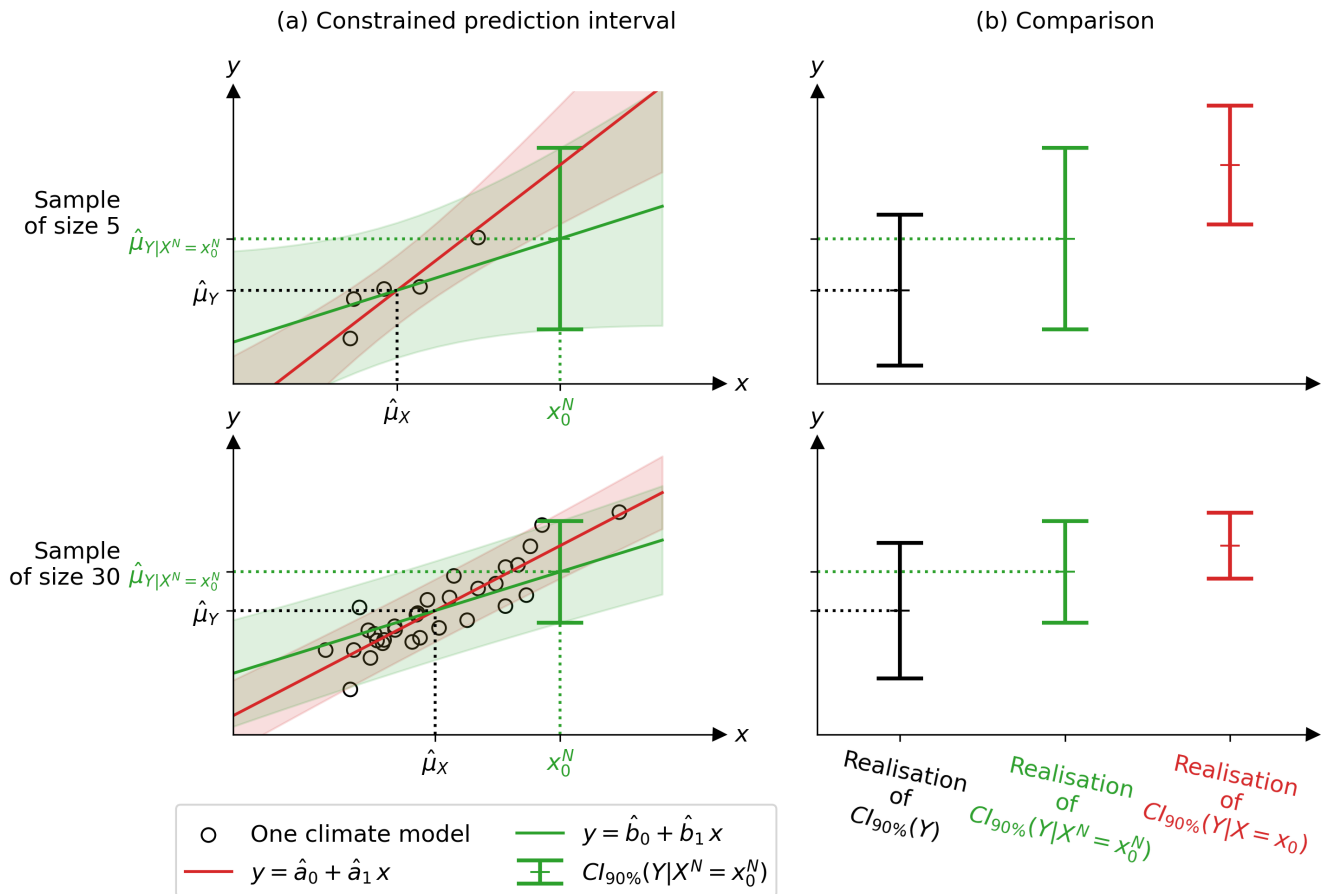 (a) Constrained prediction interval
(b) Comparison
y
y
Sample
of size 5
μ̂_{Y|X^N = x_0^N}
μ̂_Y
x
μ̂_X
x_0^N
y
Sample
of size 30
μ̂_{Y|X^N = x_0^N}
μ̂_Y
x
μ̂_X
x_0^N
Realisation
of
CI_{90%}(Y)
Realisation
of
CI_{90%}(Y|X^N = x_0^N)
Realisation
of
CI_{90%}(Y|X = x_0)
One climate model
y = â_0 + â_1 x
y = b̂_0 + b̂_1 x
CI_{90%}(Y|X^N = x_0^N)